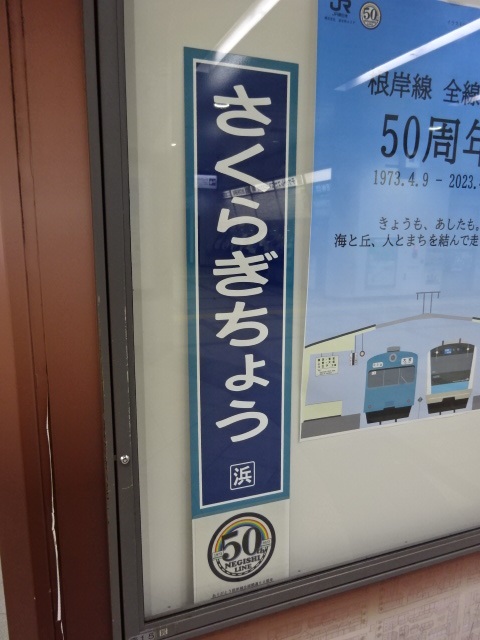 さくらぎちょう
浜
50th
NEGISHI
LINE
JR
50
根岸線 全線
50周年
1973.4.9 - 2023.
きょうも、あしたも。
海と丘、人とまちを結んで走